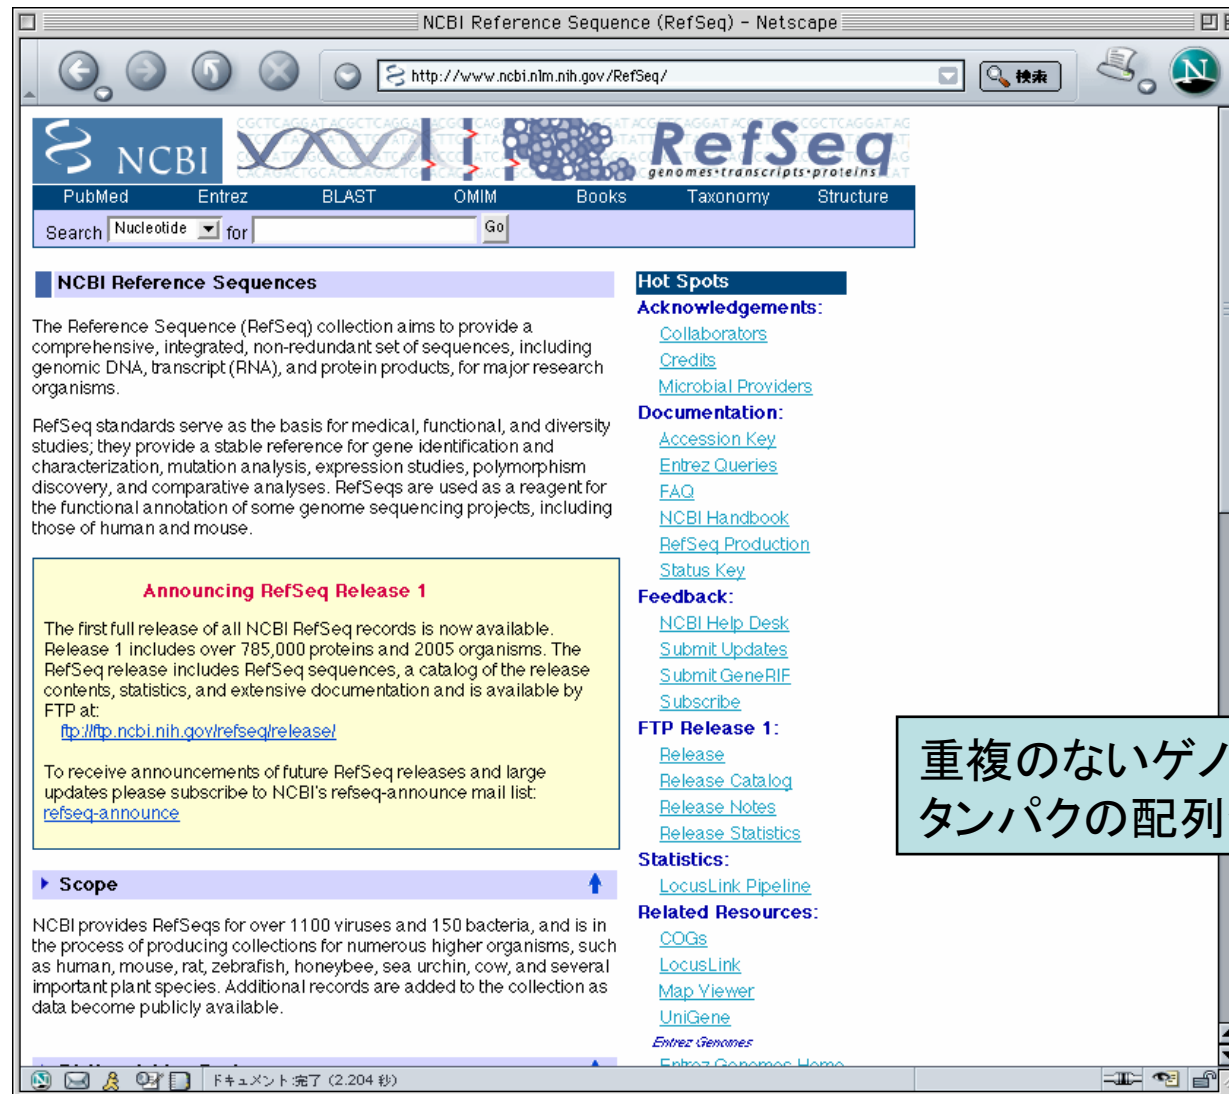 NCBI Reference Sequence (RefSeq) - Netscape
http://www.ncbi.nlm.nih.gov/RefSeq/
検索
N
NCBI
RefSeq
genomes·transcripts·proteins
PubMed Entrez BLAST OMIM Books Taxonomy Structure
Search Nucleotide for Go
NCBI Reference Sequences
The Reference Sequence (RefSeq) collection aims to provide a
comprehensive, integrated, non-redundant set of sequences, including
genomic DNA, transcript (RNA), and protein products, for major research
organisms.
RefSeq standards serve as the basis for medical, functional, and diversity
studies; they provide a stable reference for gene identification and
characterization, mutation analysis, expression studies, polymorphism
discovery, and comparative analyses. RefSeqs are used as a reagent for
the functional annotation of some genome sequencing projects, including
those of human and mouse.
Announcing RefSeq Release 1
The first full release of all NCBI RefSeq records is now available.
Release 1 includes over 785,000 proteins and 2005 organisms. The
RefSeq release includes RefSeq sequences, a catalog of the release
contents, statistics, and extensive documentation and is available by
FTP at:
ftp://ftp.ncbi.nih.gov/refseq/release/
To receive announcements of future RefSeq releases and large
updates please subscribe to NCBI's refseq-announce mail list:
refseq-announce
Scope
NCBI provides RefSeqs for over 1100 viruses and 150 bacteria, and is in
the process of producing collections for numerous higher organisms, such
as human, mouse, rat, zebrafish, honeybee, sea urchin, cow, and several
important plant species. Additional records are added to the collection as
data become publicly available.
Hot Spots
Acknowledgements:
Collaborators
Credits
Microbial Providers
Documentation:
Accession Key
Entrez Queries
FAQ
NCBI Handbook
RefSeq Production
Status Key
Feedback:
NCBI Help Desk
Submit Updates
Submit GeneRIF
Subscribe
FTP Release 1:
Release
Release Catalog
Release Notes
Release Statistics
Statistics:
LocusLink Pipeline
Related Resources:
COGs
LocusLink
Map Viewer
UniGene
Entrez Genomes
Entrez Genomes Home
重複のないゲノ
タンパクの配列
ドキュメント:完了 (2.204 秒)